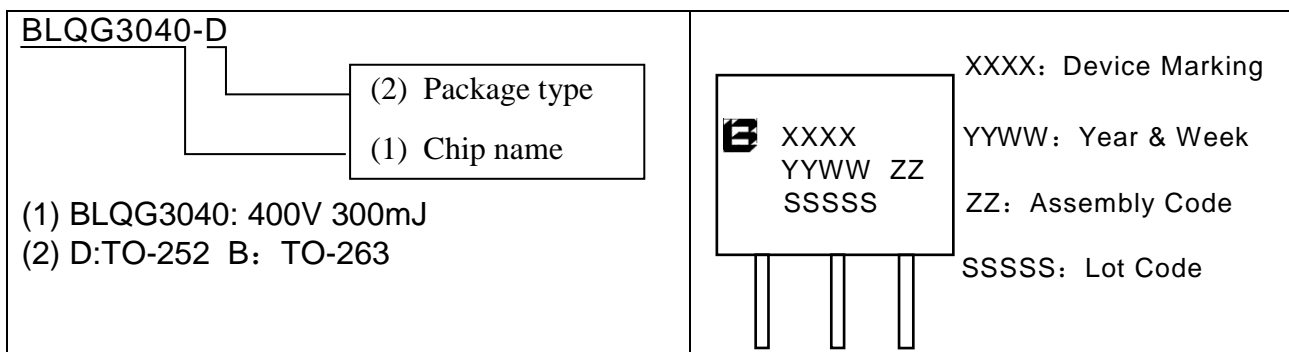 BLQG3040-D
(2) Package type
(1) Chip name
(1) BLQG3040: 400V 300mJ
(2) D:TO-252 B：TO-263
XXXX
YYWW ZZ
SSSSS
XXXX：Device Marking
YYWW：Year & Week
ZZ：Assembly Code
SSSSS：Lot Code